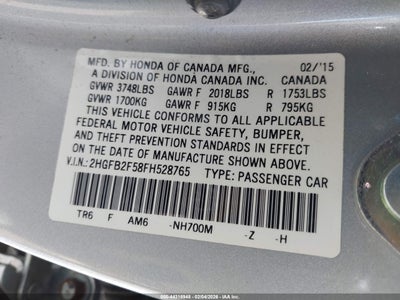 MFD. BY HONDA OF CANADA MFG., 02/'15
A DIVISION OF HONDA CANADA INC. CANADA
GVWR 3748LBS GAWR F 2018LBS R 1753LBS
GVWR 1700KG GAWR F 915KG R 795KG
THIS VEHICLE CONFORMS TO ALL APPLICABLE
FEDERAL MOTOR VEHICLE SAFETY, BUMPER,
AND THEFT PREVENTION STANDARDS IN EFFECT
ON THE DATE OF MANUFACTURE SHOWN ABOVE.
V.I.N.: 2HGFB2F58FH528765 TYPE: PASSENGER CAR
TR6 F AM6 -NH700M -Z -H